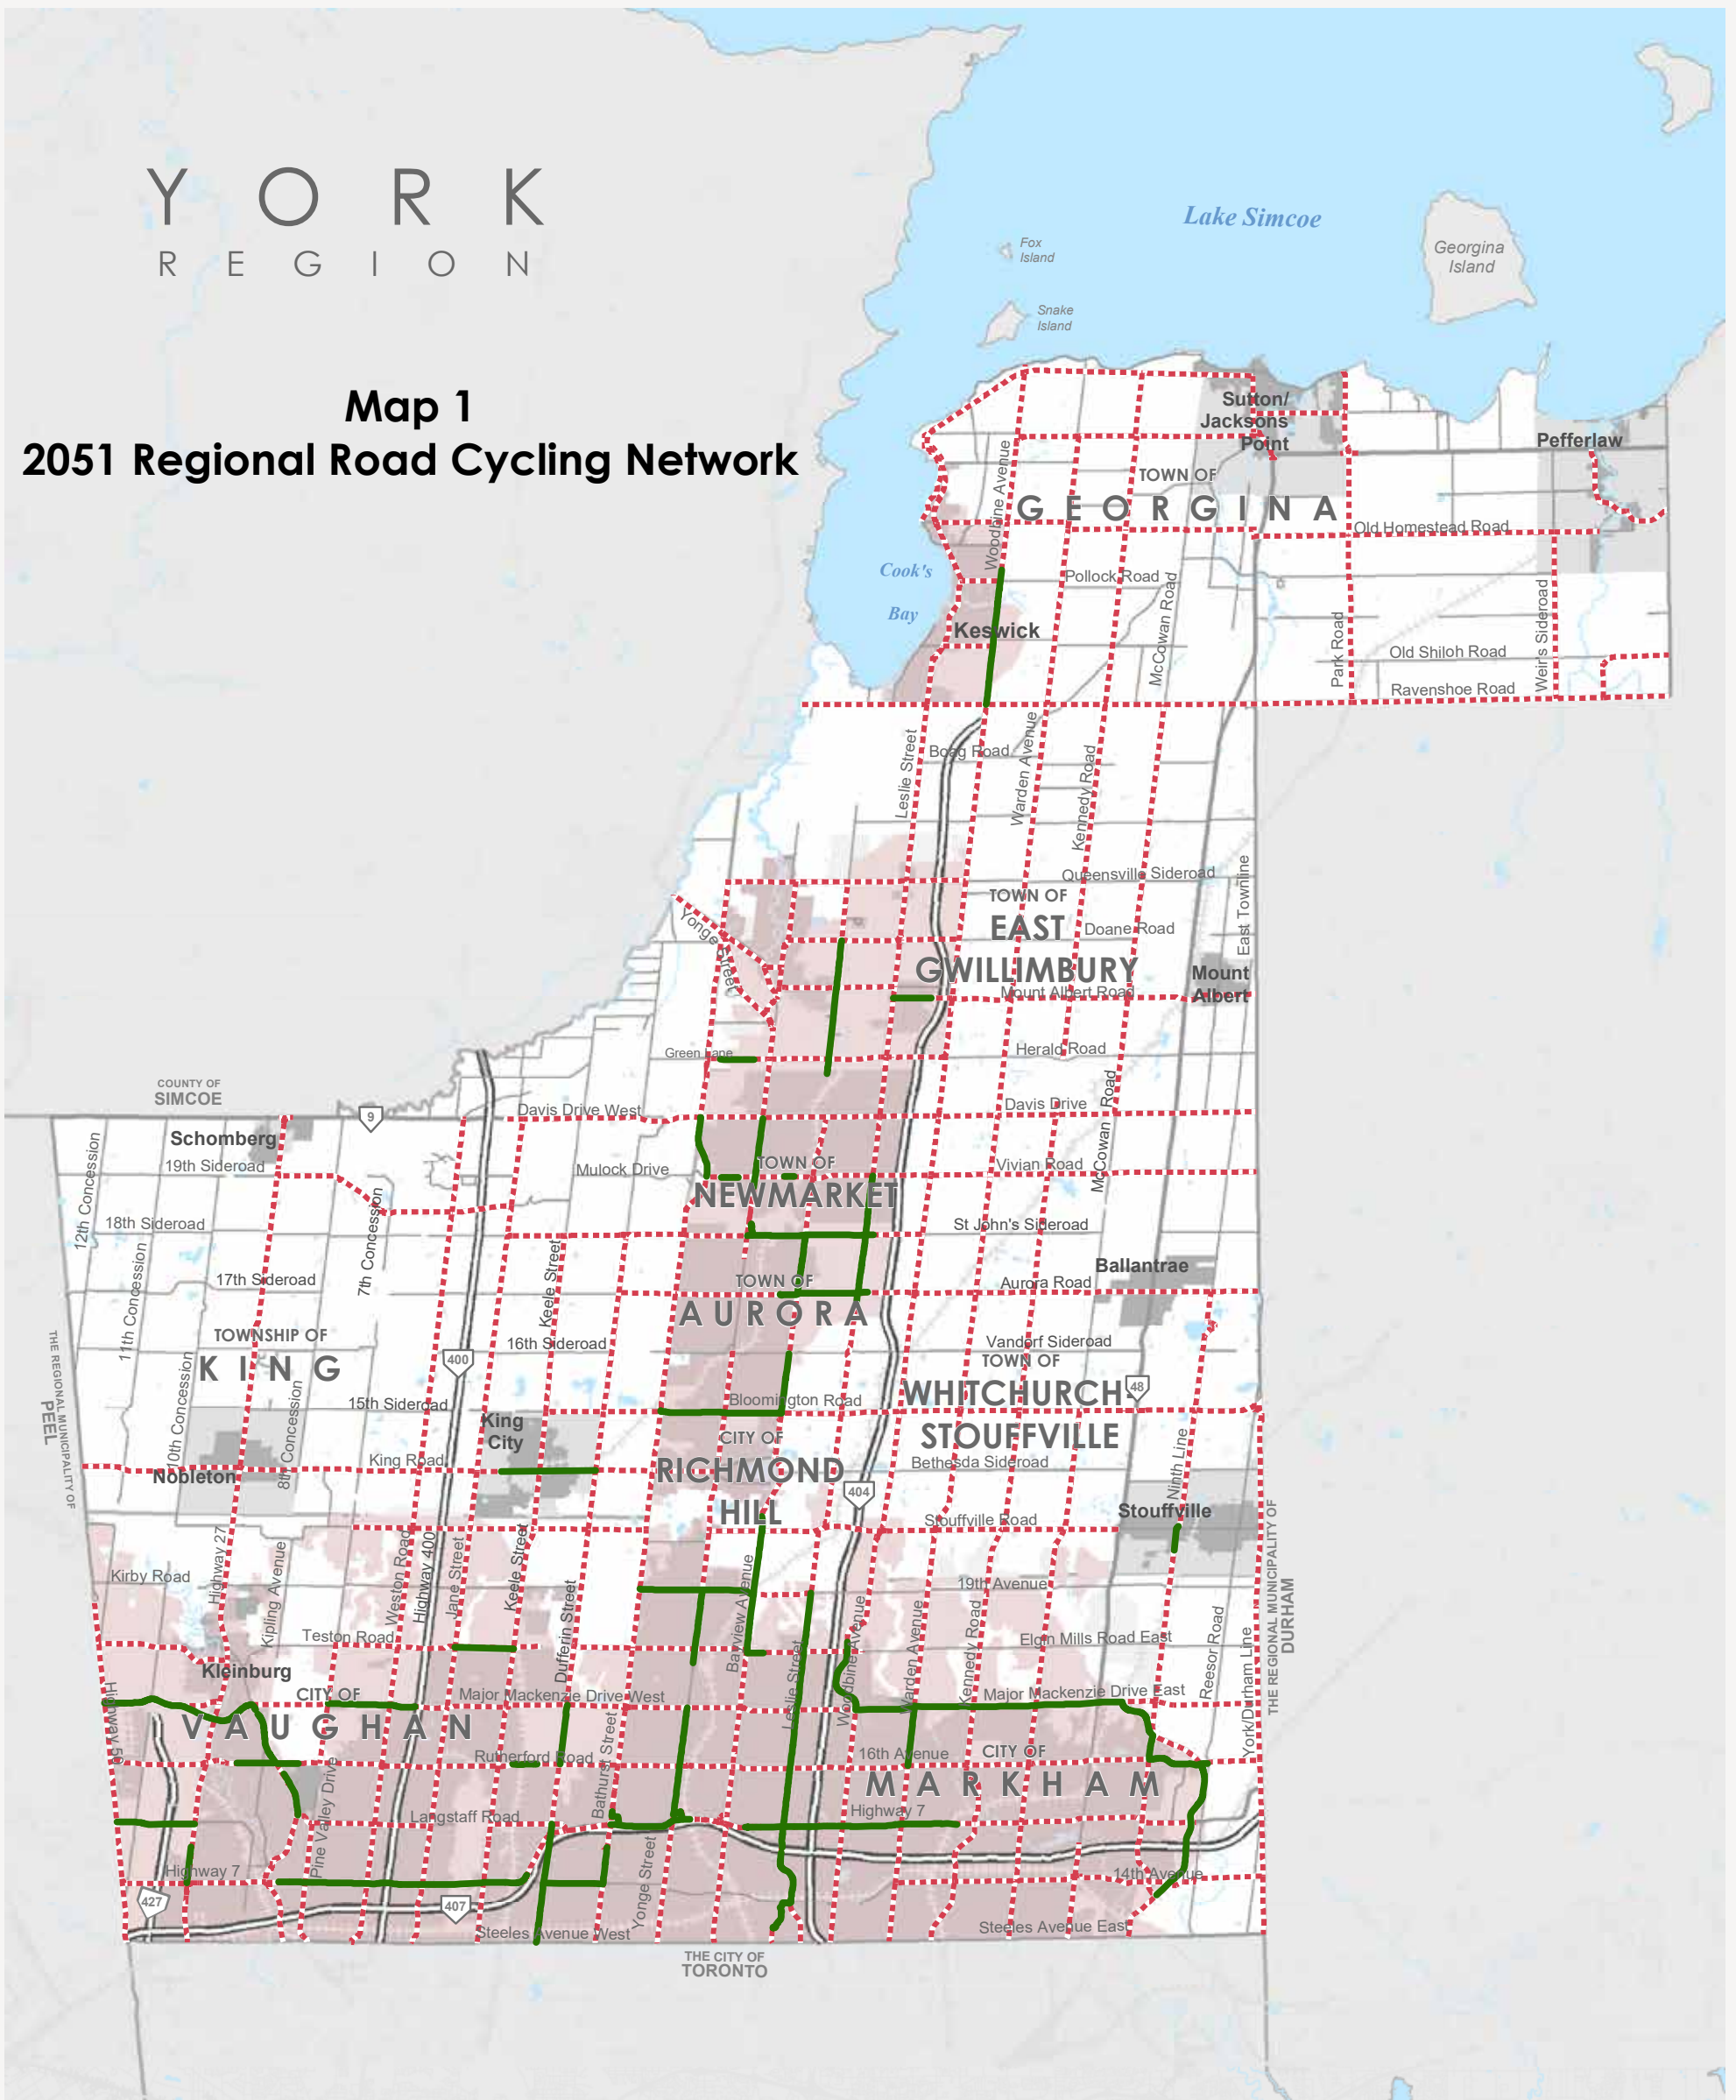 YORK
REGION
Map 1
2051 Regional Road Cycling Network
Lake Simcoe
Georgina
Island
Fox
Island
Snake
Island
Sutton/
Jacksons
Point
Pefferlaw
TOWN OF
GEORGINA
Woodbine Avenue
Old Homestead Road
Cook's
Bay
Pollock Road
McCowan Road
Keswick
Park Road
Weir's Sideroad
Old Shiloh Road
Ravenshoe Road
Leslie Street
Boag Road
Warden Avenue
Kennedy Road
Queensville Sideroad
East Townline
TOWN OF
EAST
GWILLIMBURY
Doane Road
Yonge Street
Mount Albert Road
Mount
Albert
Green Lane
Herald Road
COUNTY OF
SIMCOE
9
Davis Drive West
Davis Drive
McCowan Road
Schomberg
19th Sideroad
12th Concession
Mulock Drive
TOWN OF
NEWMARKET
Vivian Road
18th Sideroad
7th Concession
St John's Sideroad
11th Concession
17th Sideroad
Keele Street
TOWN OF
AURORA
Aurora Road
Ballantrae
TOWNSHIP OF
KING
16th Sideroad
Vandorf Sideroad
THE REGIONAL MUNICIPALITY OF
PEEL
400
TOWN OF
WHITCHURCH-
STOUFFVILLE
48
10th Concession
8th Concession
15th Sideroad
Bloomington Road
King
City
CITY OF
RICHMOND
HILL
King Road
Nobleton
Bethesda Sideroad
Ninth Line
404
Stouffville
Stouffville Road
Kirby Road
Highway 27
Kipling Avenue
Weston Road
Highway 400
Jane Street
Keele Street
Dufferin Street
Bayview Avenue
19th Avenue
THE REGIONAL MUNICIPALITY OF
DURHAM
Teston Road
Elgin Mills Road East
Leslie Street
Woodbine Avenue
Warden Avenue
Kennedy Road
Reesor Road
York/Durham Line
Kleinburg
Highway 50
CITY OF
VAUGHAN
Major Mackenzie Drive West
Major Mackenzie Drive East
Rutherford Road
Bathurst Street
16th Avenue
CITY OF
MARKHAM
Pine Valley Drive
Langstaff Road
Highway 7
Highway 7
Yonge Street
14th Avenue
427
407
Steeles Avenue West
Steeles Avenue East
THE CITY OF
TORONTO